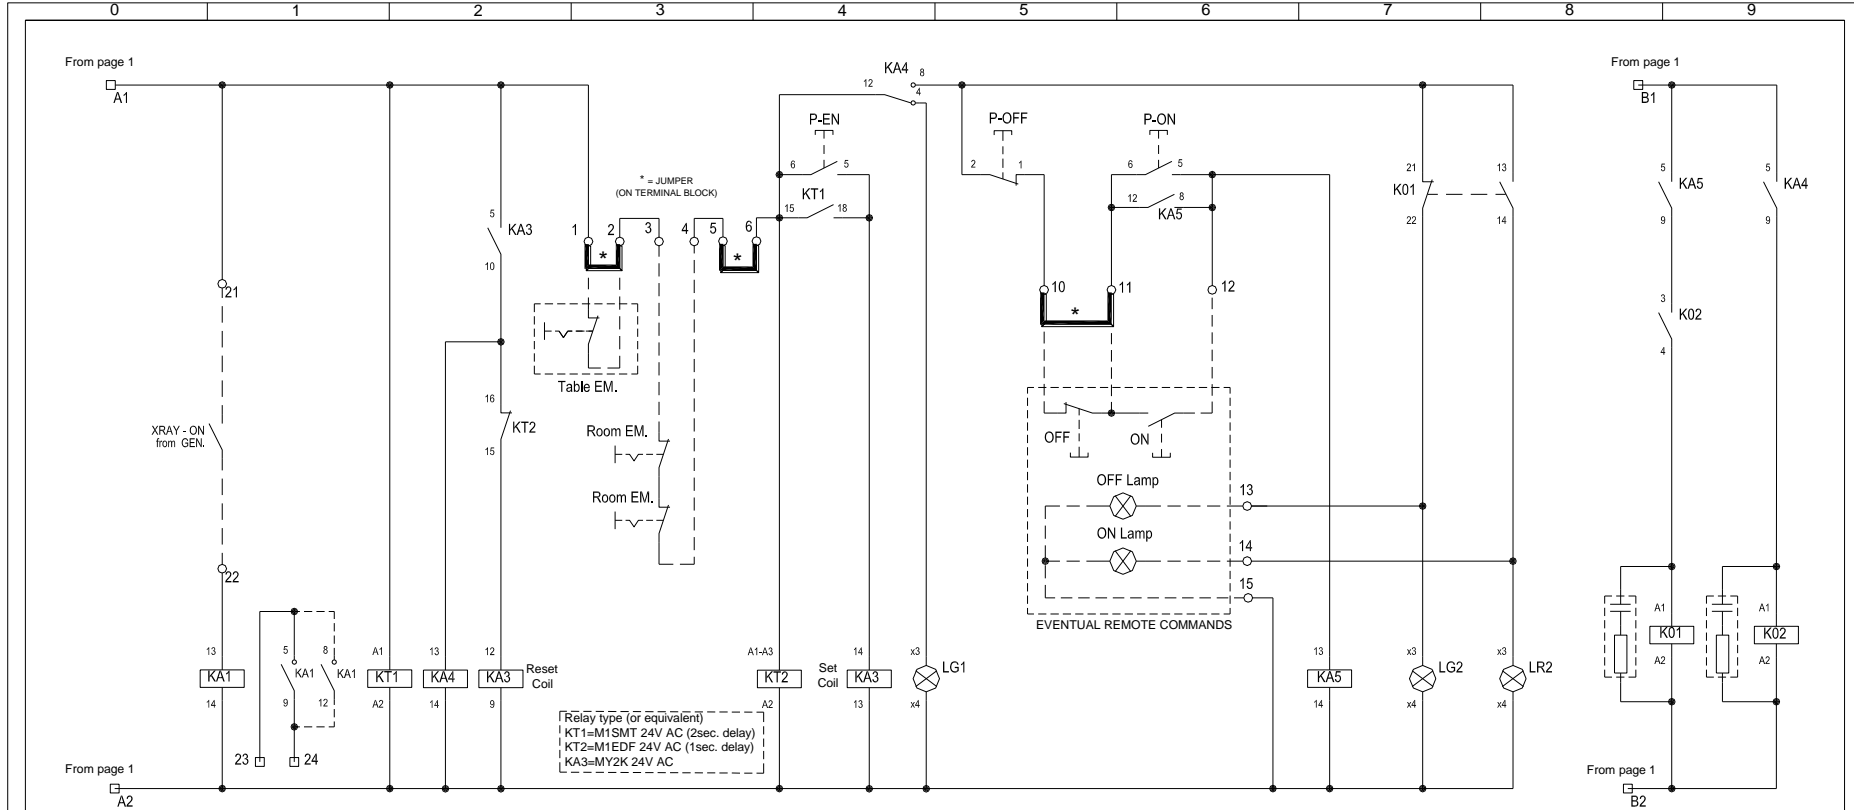 0 1 2 3 4 5 6 7 8 9
From page 1
A1
From page 1
B1
KA4
8
12
4
P-EN
6 5
KT1
15 18
P-OFF
2 1
P-ON
6 5
12 8
KA5
21
K01
22
13
14
5
KA5
9
5
KA4
9
* = JUMPER
(ON TERMINAL BLOCK)
5
KA3
10
1 2 3 4 5 6
*
*
21
10 11 12
*
3
K02
4
Table EM.
16
KT2
15
XRAY - ON
from GEN.
Room EM.
Room EM.
OFF ON
OFF Lamp
13
ON Lamp
14
15
EVENTUAL REMOTE COMMANDS
22
13
KA1
14
5
KA1
9
8
KA1
12
23 24
A1
KT1
A2
13
KA4
14
12
KA3
9
Reset
Coil
A1-A3
KT2
A2
Set
Coil
14
KA3
13
x3
LG1
x4
13
KA5
14
x3
LG2
x4
x3
LR2
x4
A1
K01
A2
A1
K02
A2
Relay type (or equivalent)
KT1=M1SMT 24V AC (2sec. delay)
KT2=M1EDF 24V AC (1sec. delay)
KA3=MY2K 24V AC
From page 1
A2
From page 1
B2